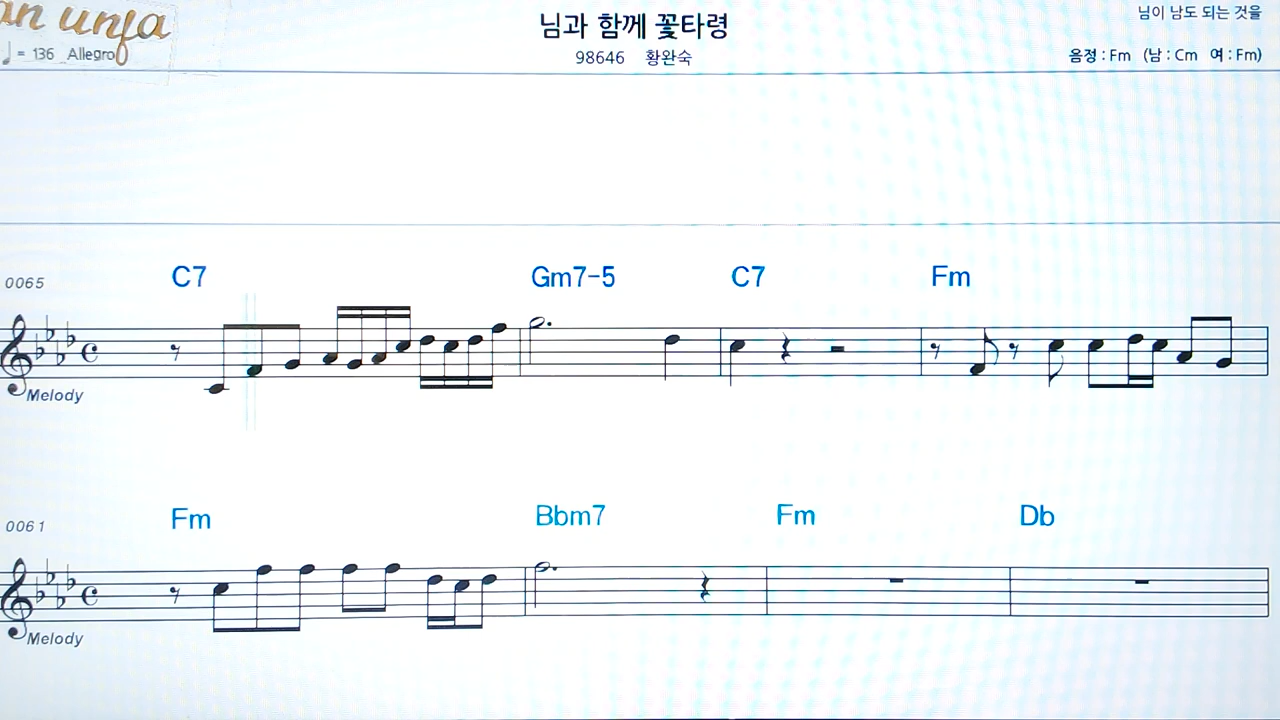 an unfa
님과 함께 꽃타령
님이 남도 되는 것을
♩ = 136 Allegro
98646 황완숙
음정 : Fm (남 : Cm 여 : Fm)
0065
C7 Gm7-5 C7 Fm
Melody
0061
Fm Bbm7 Fm Db
Melody